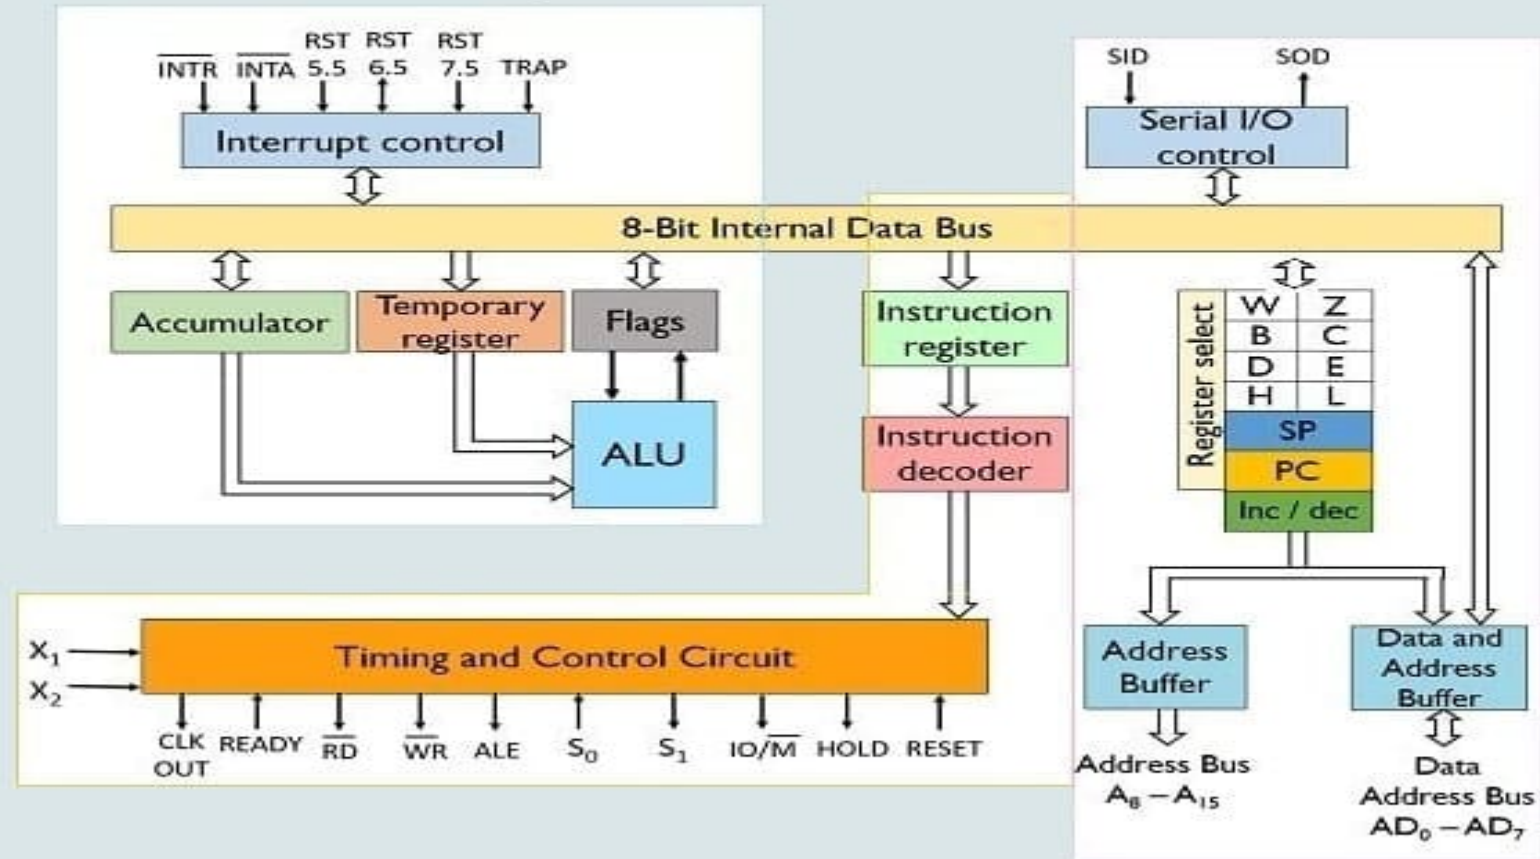 RST RST RST
INTR INTA 5.5 6.5 7.5 TRAP
Interrupt control
SID SOD
Serial I/O
control
8-Bit Internal Data Bus
Accumulator
Temporary
register
Flags
ALU
Instruction
register
Instruction
decoder
Register select
W Z
B C
D E
H L
SP
PC
Inc / dec
X₁
X₂
Timing and Control Circuit
CLK
OUT
READY
RD
WR
ALE
S₀
S₁
IO/M
HOLD
RESET
Address
Buffer
Data and
Address
Buffer
Address Bus
A₈ – A₁₅
Data
Address Bus
AD₀ – AD₇